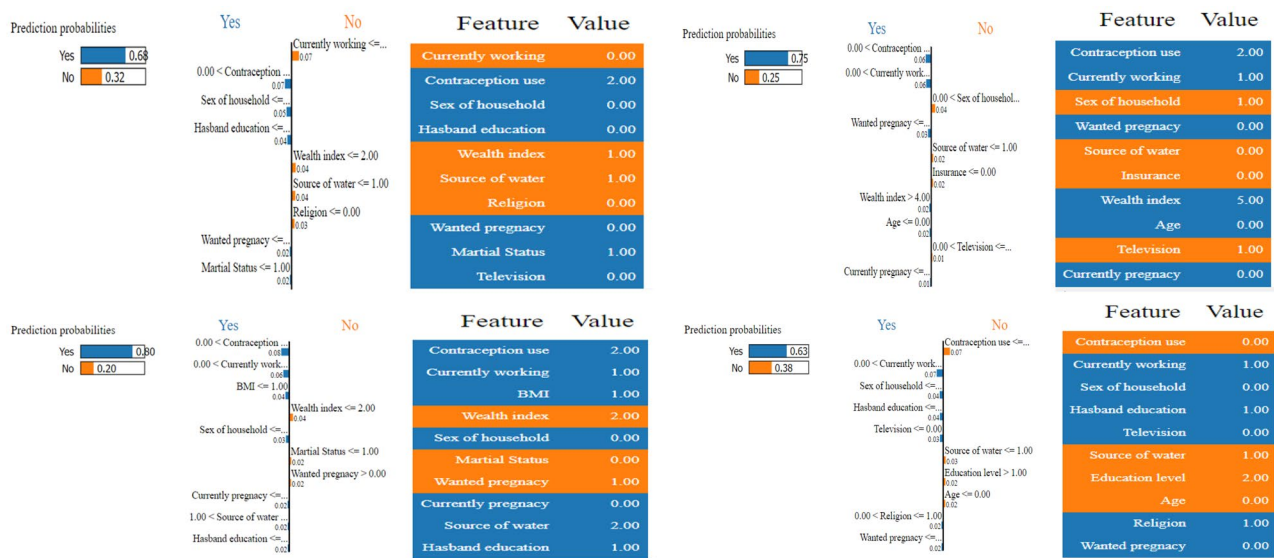 Prediction probabilities
Yes 0.68
No 0.32
Yes No
Currently working <=...
0.07
0.00 < Contraception ...
0.07
Sex of household <=...
0.05
Hasband education <=...
0.04
Wealth index <= 2.00
0.04
Source of water <= 1.00
0.04
Religion <= 0.00
0.03
Wanted pregnacy <=...
0.02
Martial Status <= 1.00
0.02
Feature Value
Currently working 0.00
Contraception use 2.00
Sex of household 0.00
Hasband education 0.00
Wealth index 1.00
Source of water 1.00
Religion 0.00
Wanted pregnacy 0.00
Martial Status 1.00
Television 0.00
Prediction probabilities
Yes 0.75
No 0.25
Yes No
0.00 < Contraception ...
0.06
0.00 < Currently work...
0.06
0.00 < Sex of househol...
0.04
Wanted pregnacy <=...
0.03
Source of water <= 1.00
0.02
Insurance <= 0.00
0.02
Wealth index > 4.00
0.02
Age <= 0.00
0.02
0.00 < Television <=...
0.01
Currently pregnacy <=...
0.01
Feature Value
Contraception use 2.00
Currently working 1.00
Sex of household 1.00
Wanted pregnacy 0.00
Source of water 0.00
Insurance 0.00
Wealth index 5.00
Age 0.00
Television 1.00
Currently pregnacy 0.00
Prediction probabilities
Yes 0.80
No 0.20
Yes No
0.00 < Contraception ...
0.08
0.00 < Currently work...
0.06
BMI <= 1.00
0.04
Wealth index <= 2.00
0.04
Sex of household <=...
0.03
Martial Status <= 1.00
0.02
Wanted pregnacy > 0.00
0.02
Currently pregnacy <=...
0.02
1.00 < Source of water ...
0.02
Hasband education <=...
0.02
Feature Value
Contraception use 2.00
Currently working 1.00
BMI 1.00
Wealth index 2.00
Sex of household 0.00
Martial Status 0.00
Wanted pregnacy 1.00
Currently pregnacy 0.00
Source of water 2.00
Hasband education 1.00
Prediction probabilities
Yes 0.63
No 0.38
Yes No
Contraception use <=...
0.07
0.00 < Currently work...
0.07
Sex of household <=...
0.04
Hasband education <=...
0.04
Television <= 0.00
Source of water <= 1.00
0.03
Education level > 1.00
0.02
Age <= 0.00
0.02
0.00 < Religion <= 1.00
0.02
Wanted pregnacy <=...
0.02
Feature Value
Contraception use 0.00
Currently working 1.00
Sex of household 0.00
Hasband education 1.00
Television 0.00
Source of water 1.00
Education level 2.00
Age 0.00
Religion 1.00
Wanted pregnacy 0.00